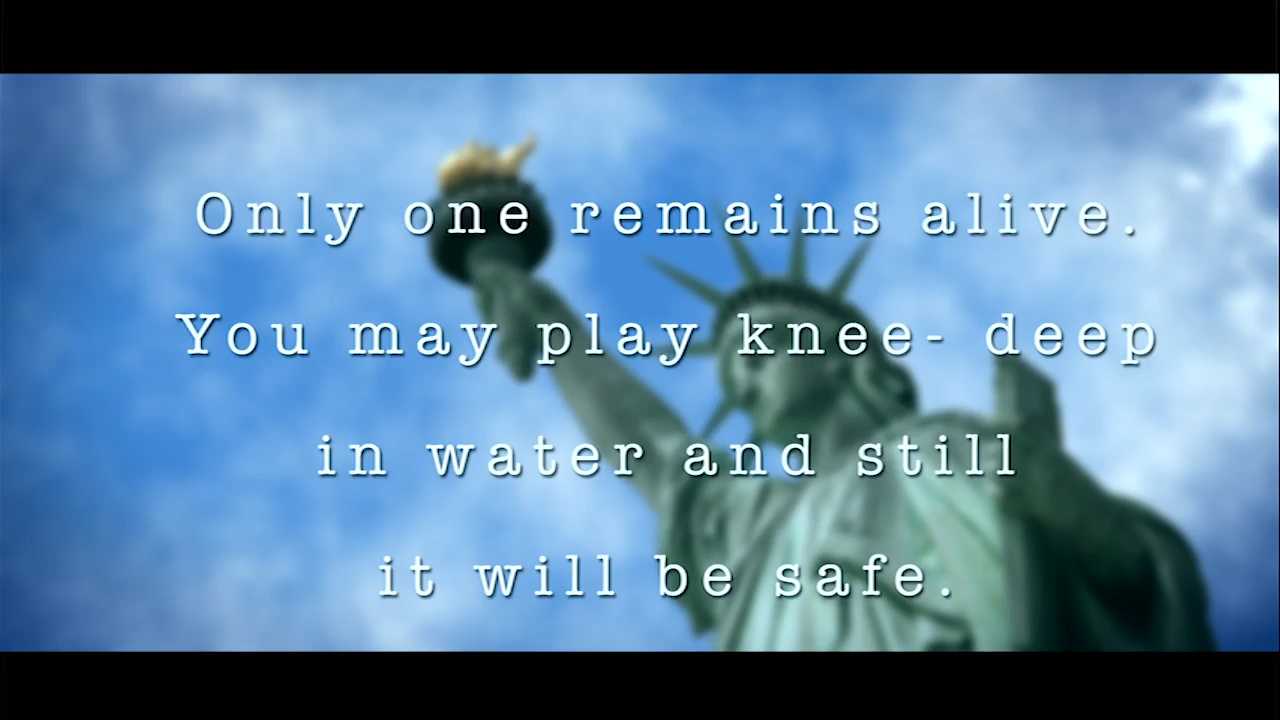 Only one remains alive.
You may play knee- deep
in water and still
it will be safe.